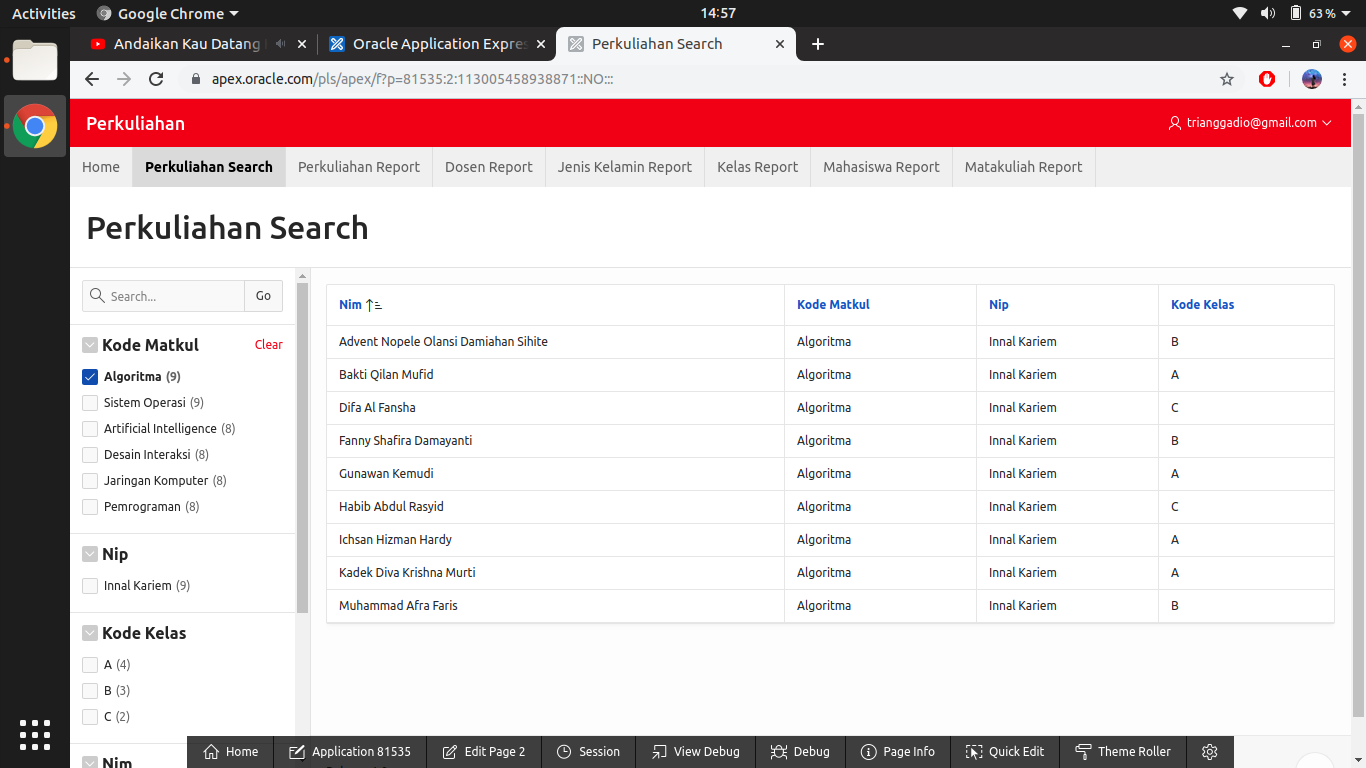 Activities Google Chrome 14:57 63%
Andaikan Kau Datang Oracle Application Expre Perkuliahan Search
apex.oracle.com/pls/apex/f?p=81535:2:113005458938871::NO:::
Perkuliahan trianggadio@gmail.com
Home Perkuliahan Search Perkuliahan Report Dosen Report Jenis Kelamin Report Kelas Report Mahasiswa Report Matakuliah Report
Perkuliahan Search
Search... Go
Kode Matkul Clear
Algoritma (9)
Sistem Operasi (9)
Artificial Intelligence (8)
Desain Interaksi (8)
Jaringan Komputer (8)
Pemrograman (8)
Nip
Innal Kariem (9)
Kode Kelas
A (4)
B (3)
C (2)
Nim
Nim Kode Matkul Nip Kode Kelas
Advent Nopele Olansi Damiahan Sihite Algoritma Innal Kariem B
Bakti Qilan Mufid Algoritma Innal Kariem A
Difa Al Fansha Algoritma Innal Kariem C
Fanny Shafira Damayanti Algoritma Innal Kariem B
Gunawan Kemudi Algoritma Innal Kariem A
Habib Abdul Rasyid Algoritma Innal Kariem C
Ichsan Hizman Hardy Algoritma Innal Kariem A
Kadek Diva Krishna Murti Algoritma Innal Kariem A
Muhammad Afra Faris Algoritma Innal Kariem B
Home Application 81535 Edit Page 2 Session View Debug Debug Page Info Quick Edit Theme Roller